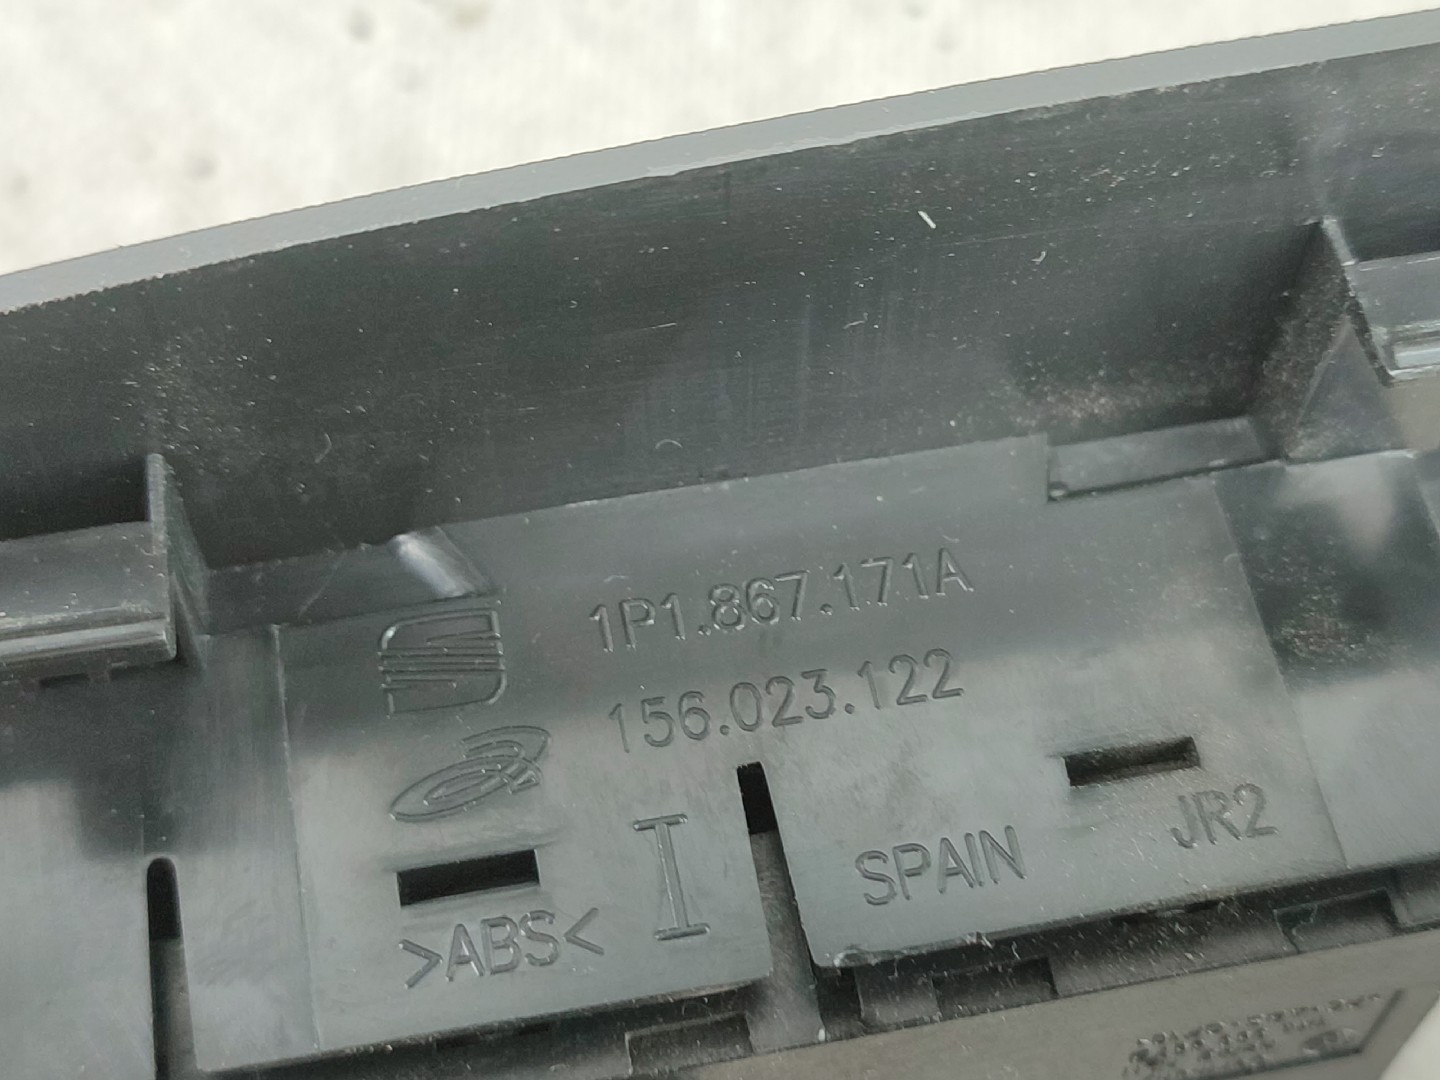 1P1.867.171A
156.023.122
I
SPAIN
JR2
>ABS<